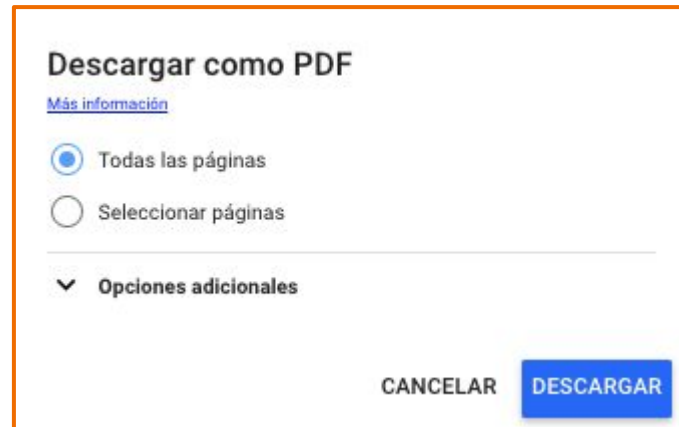 Descargar como PDF
Más información
Todas las páginas
Seleccionar páginas
Opciones adicionales
CANCELAR DESCARGAR